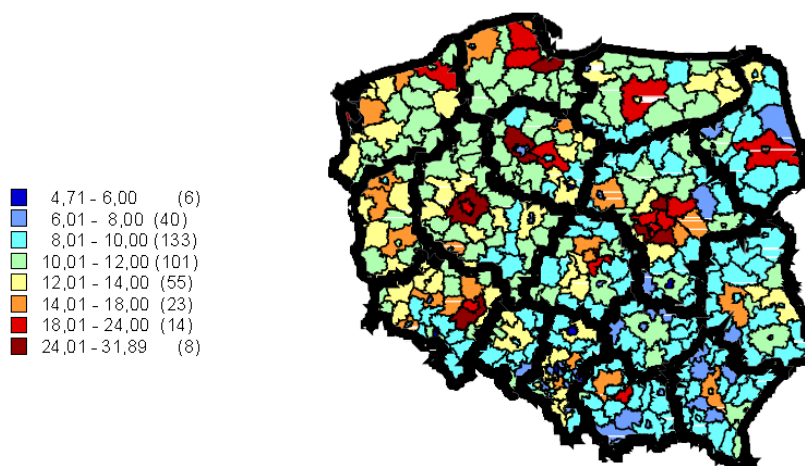 4,71 - 6,00 (6)
6,01 - 8,00 (40)
8,01 - 10,00 (133)
10,01 - 12,00 (101)
12,01 - 14,00 (55)
14,01 - 18,00 (23)
18,01 - 24,00 (14)
24,01 - 31,89 (8)